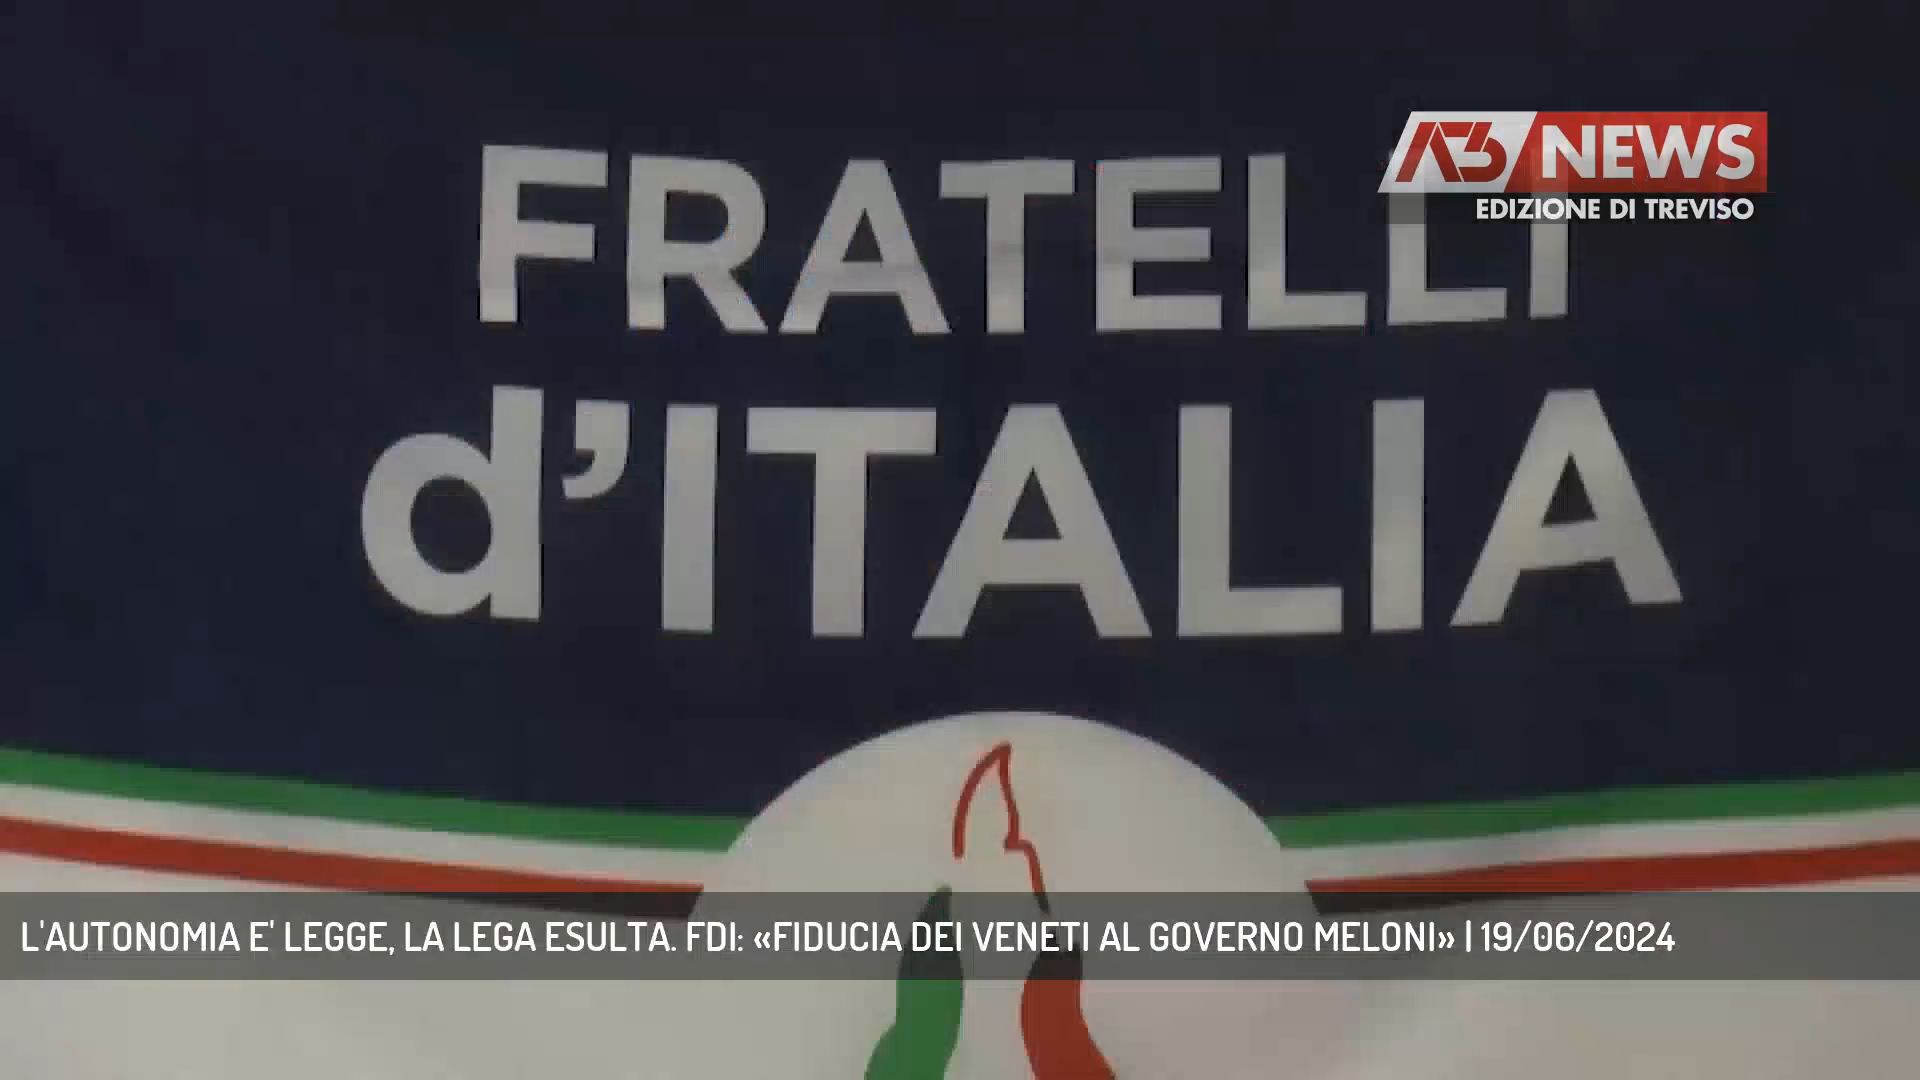 A3 NEWS
EDIZIONE DI TREVISO
FRATELLI
d'ITALIA
L'AUTONOMIA E' LEGGE, LA LEGA ESULTA. FDI: «FIDUCIA DEI VENETI AL GOVERNO MELONI» | 19/06/2024